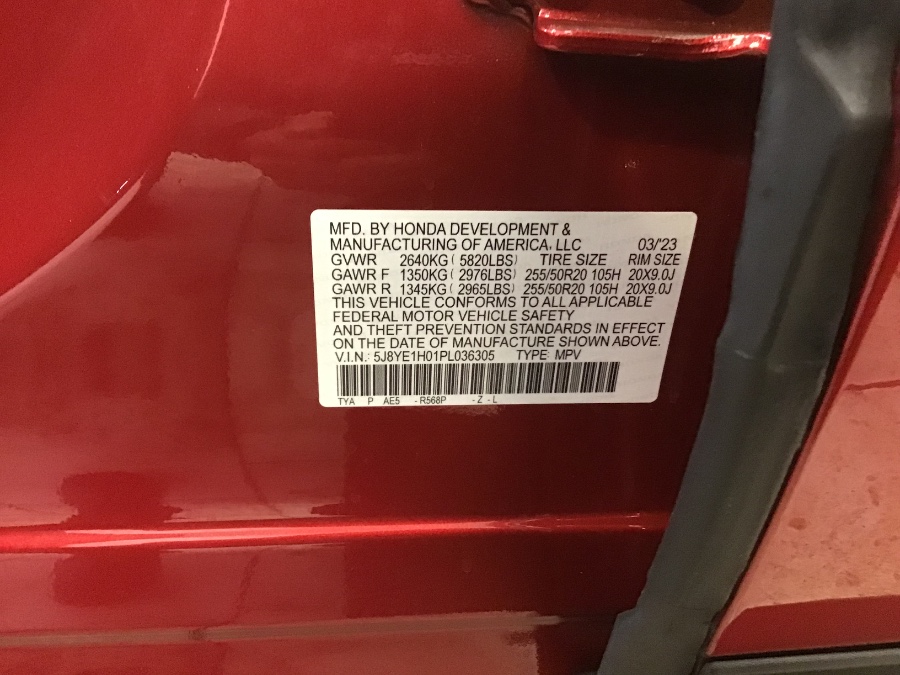 MFD. BY HONDA DEVELOPMENT &
MANUFACTURING OF AMERICA, LLC 03/'23
GVWR 2640KG ( 5820LBS) TIRE SIZE RIM SIZE
GAWR F 1350KG ( 2976LBS) 255/50R20 105H 20X9.0J
GAWR R 1345KG ( 2965LBS) 255/50R20 105H 20X9.0J
THIS VEHICLE CONFORMS TO ALL APPLICABLE
FEDERAL MOTOR VEHICLE SAFETY
AND THEFT PREVENTION STANDARDS IN EFFECT
ON THE DATE OF MANUFACTURE SHOWN ABOVE.
V.I.N.: 5J8YE1H01PL036305 TYPE: MPV
TYA P AE5 - R568P - Z - L